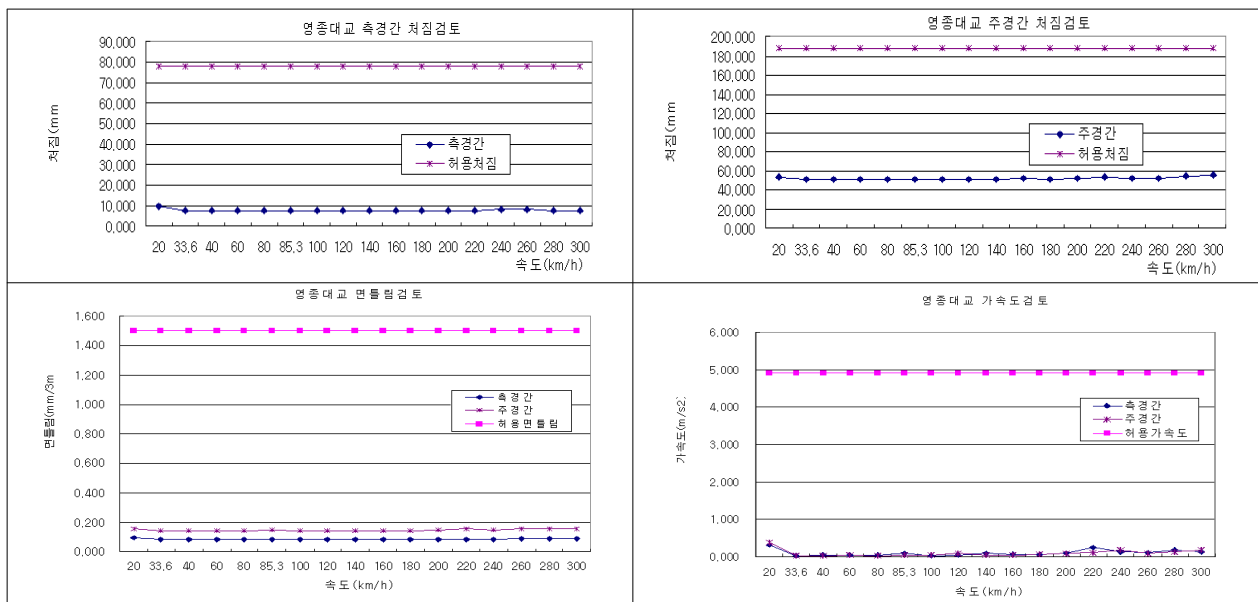 영종대교 측경간 처짐검토
90,000
80,000
70,000
60,000
50,000
40,000
30,000
20,000
10,000
0,000
처짐(mm
측경간
허용처짐
20 33,6 40 60 80 85,3 100 120 140 160 180 200 220 240 260 280 300
속도(km/h)
영종대교 주경간 처짐검토
200,000
180,000
160,000
140,000
120,000
100,000
80,000
60,000
40,000
20,000
0,000
처짐(mm
주경간
허용처짐
20 33,6 40 60 80 85,3 100 120 140 160 180 200 220 240 260 280 300
속도(km/h)
영종대교 면틀림검토
1,600
1,400
1,200
1,000
0,800
0,600
0,400
0,200
0,000
면틀림(mm/3m
측경간
주경간
허용면틀림
20 33,6 40 60 80 85,3 100 120 140 160 180 200 220 240 260 280 300
속도(km/h)
영종대교 가속도검토
6,000
5,000
4,000
3,000
2,000
1,000
0,000
가속도(m/s2)
측경간
주경간
허용가속도
20 33,6 40 60 80 85,3 100 120 140 160 180 200 220 240 260 280 300
속도(km/h)